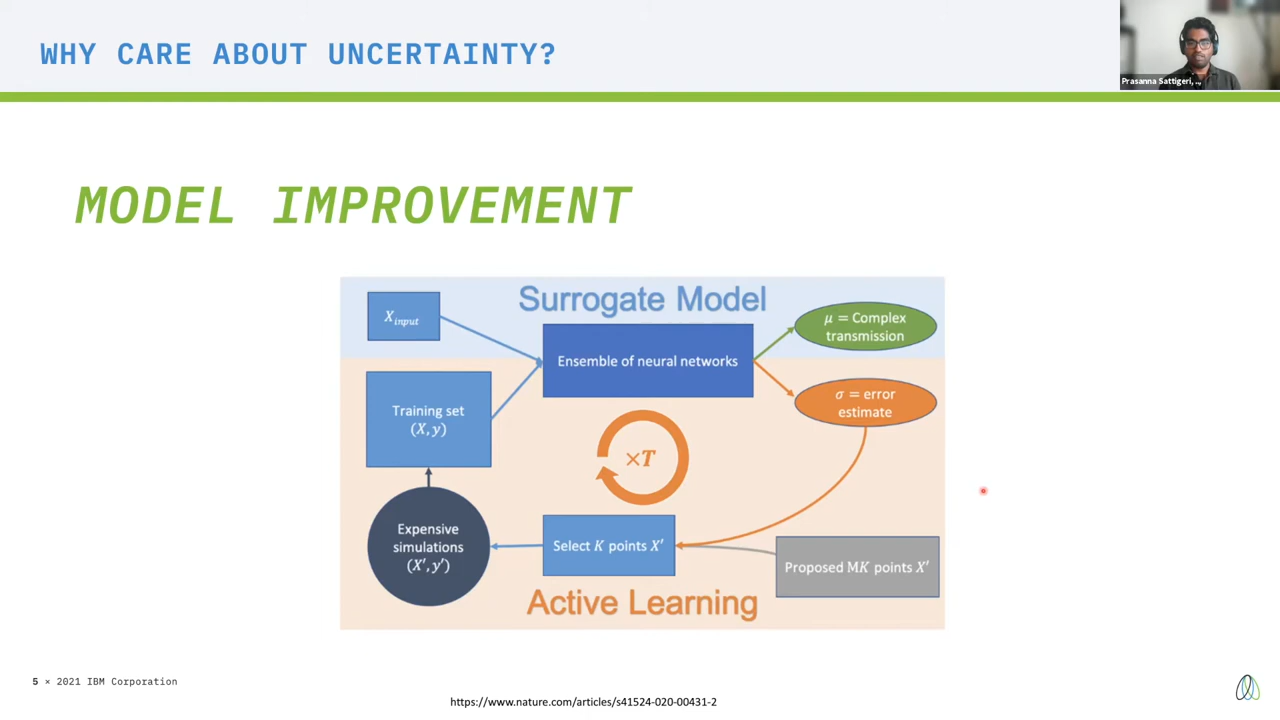 WHY CARE ABOUT UNCERTAINTY?
Prasanna Sattigeri, ..,
MODEL IMPROVEMENT
Surrogate Model
X_input
Ensemble of neural networks
μ = Complex
transmission
σ = error
estimate
Training set
(X, y)
×T
Expensive
simulations
(X′, y′)
Select K points X′
Proposed MK points X′
Active Learning
5 × 2021 IBM Corporation
https://www.nature.com/articles/s41524-020-00431-2